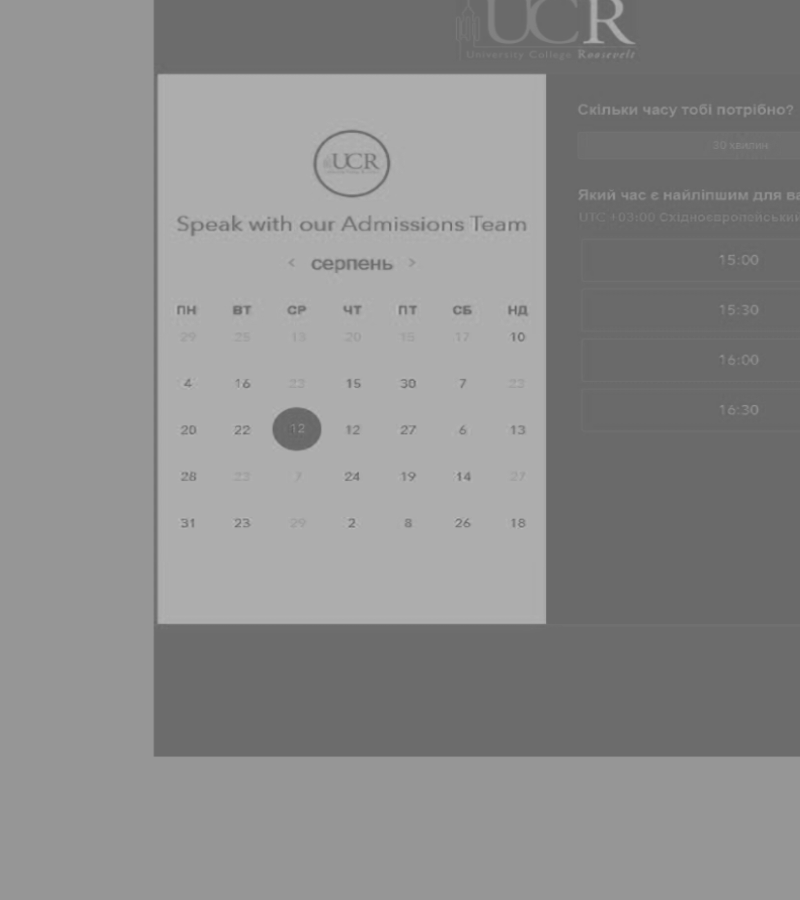 UCR
University College Roosevelt
UCR
Speak with our Admissions Team
< серпень >
ПН ВТ СР ЧТ ПТ СБ НД
29 25 13 20 15 17 10
4 16 23 15 30 7 23
20 22 12 12 27 6 13
28 22 7 24 19 14 27
31 23 29 2 8 26 18
Скільки часу тобі потрібно?
30 хвилин
Який час є найліпшим для ва
UTC +03:00 Східноєвропейський
15:00
15:30
16:00
16:30